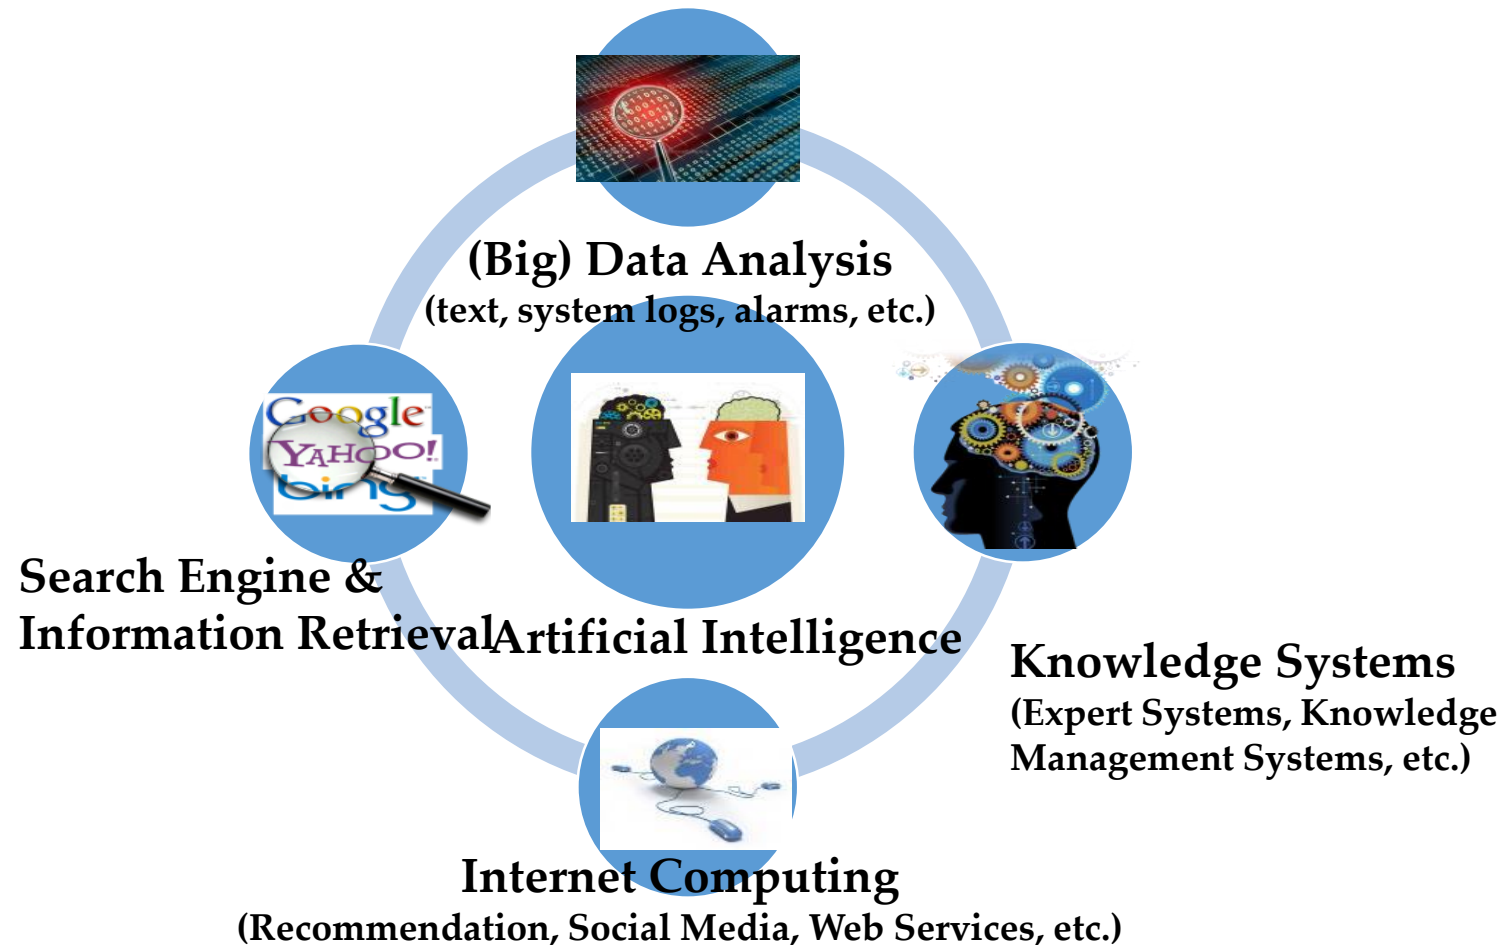 (Big) Data Analysis
(text, system logs, alarms, etc.)
Google
YAHOO!
bing
Search Engine &
Information Retrieval
Artificial Intelligence
Knowledge Systems
(Expert Systems, Knowledge
Management Systems, etc.)
Internet Computing
(Recommendation, Social Media, Web Services, etc.)